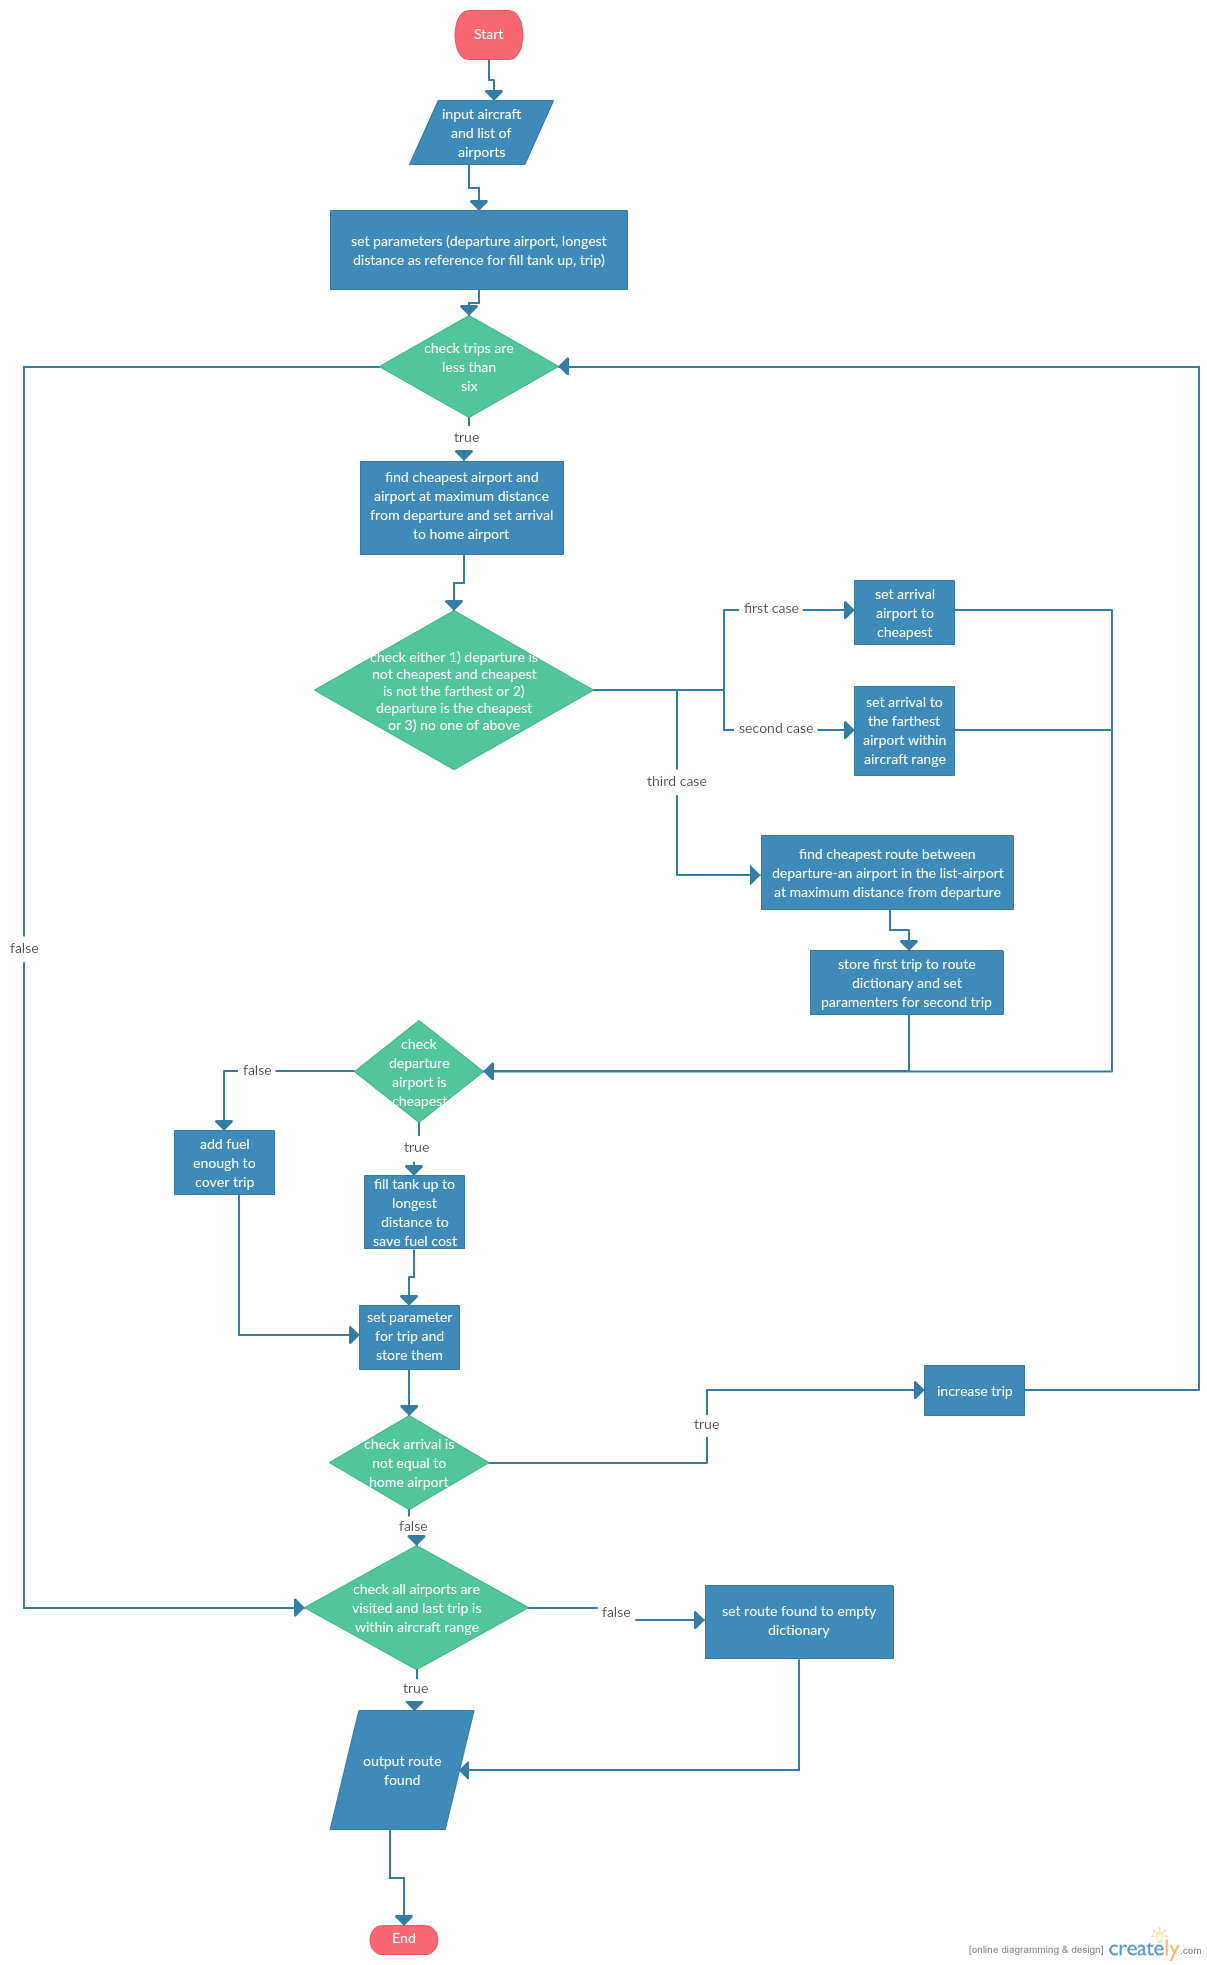 Start
input aircraft
and list of
airports
set parameters (departure airport, longest
distance as reference for fill tank up, trip)
check trips are
less than
six
true
find cheapest airport and
airport at maximum distance
from departure and set arrival
to home airport
check either 1) departure is
not cheapest and cheapest
is not the farthest or 2)
departure is the cheapest
or 3) no one of above
first case
set arrival
airport to
cheapest
second case
set arrival to
the farthest
airport within
aircraft range
third case
find cheapest route between
departure-an airport in the list-airport
at maximum distance from departure
false
store first trip to route
dictionary and set
paramenters for second trip
check
departure
airport is
cheapest
false
add fuel
enough to
cover trip
true
fill tank up to
longest
distance to
save fuel cost
set parameter
for trip and
store them
increase trip
true
check arrival is
not equal to
home airport
false
check all airports are
visited and last trip is
within aircraft range
false
set route found to empty
dictionary
true
output route
found
End
[online diagramming & design] creately.com